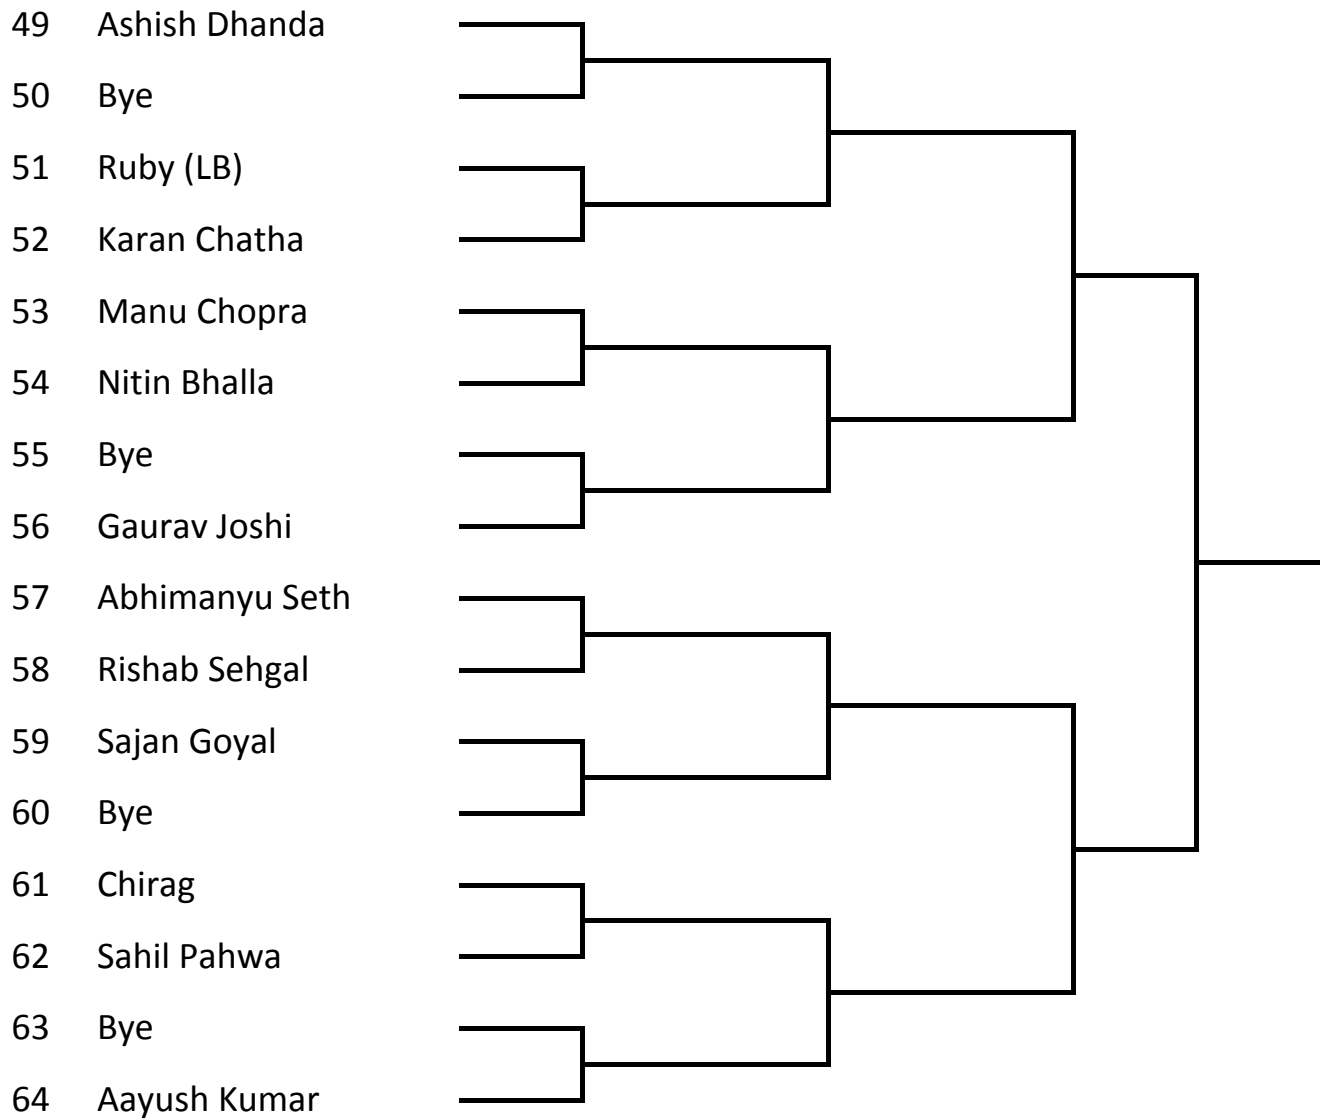 49 Ashish Dhanda
50 Bye
51 Ruby (LB)
52 Karan Chatha
53 Manu Chopra
54 Nitin Bhalla
55 Bye
56 Gaurav Joshi
57 Abhimanyu Seth
58 Rishab Sehgal
59 Sajan Goyal
60 Bye
61 Chirag
62 Sahil Pahwa
63 Bye
64 Aayush Kumar